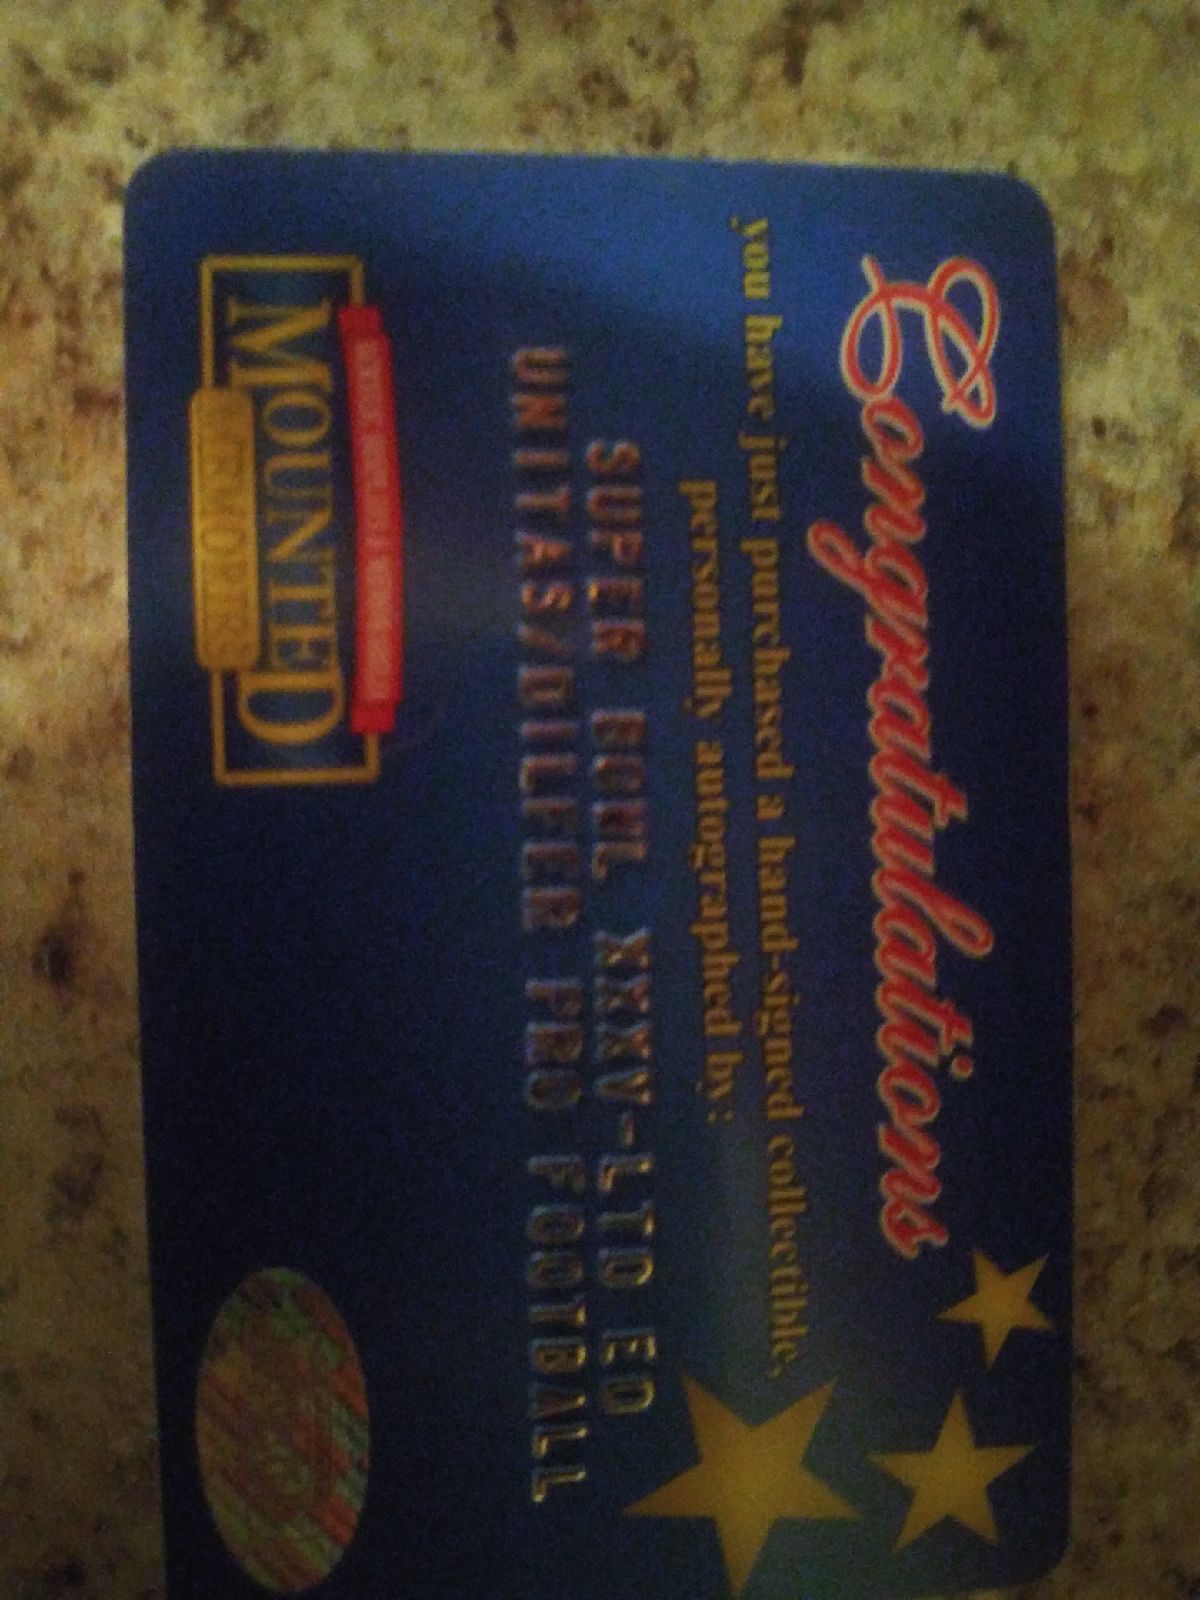 Congratulations
you have just purchased a hand-signed collectible,
personally autographed by:
SUPER BOWL XXXV-LTD ED
UNITAS/DILFER PRO FOOTBALL
MOUNTED
MEMORIES